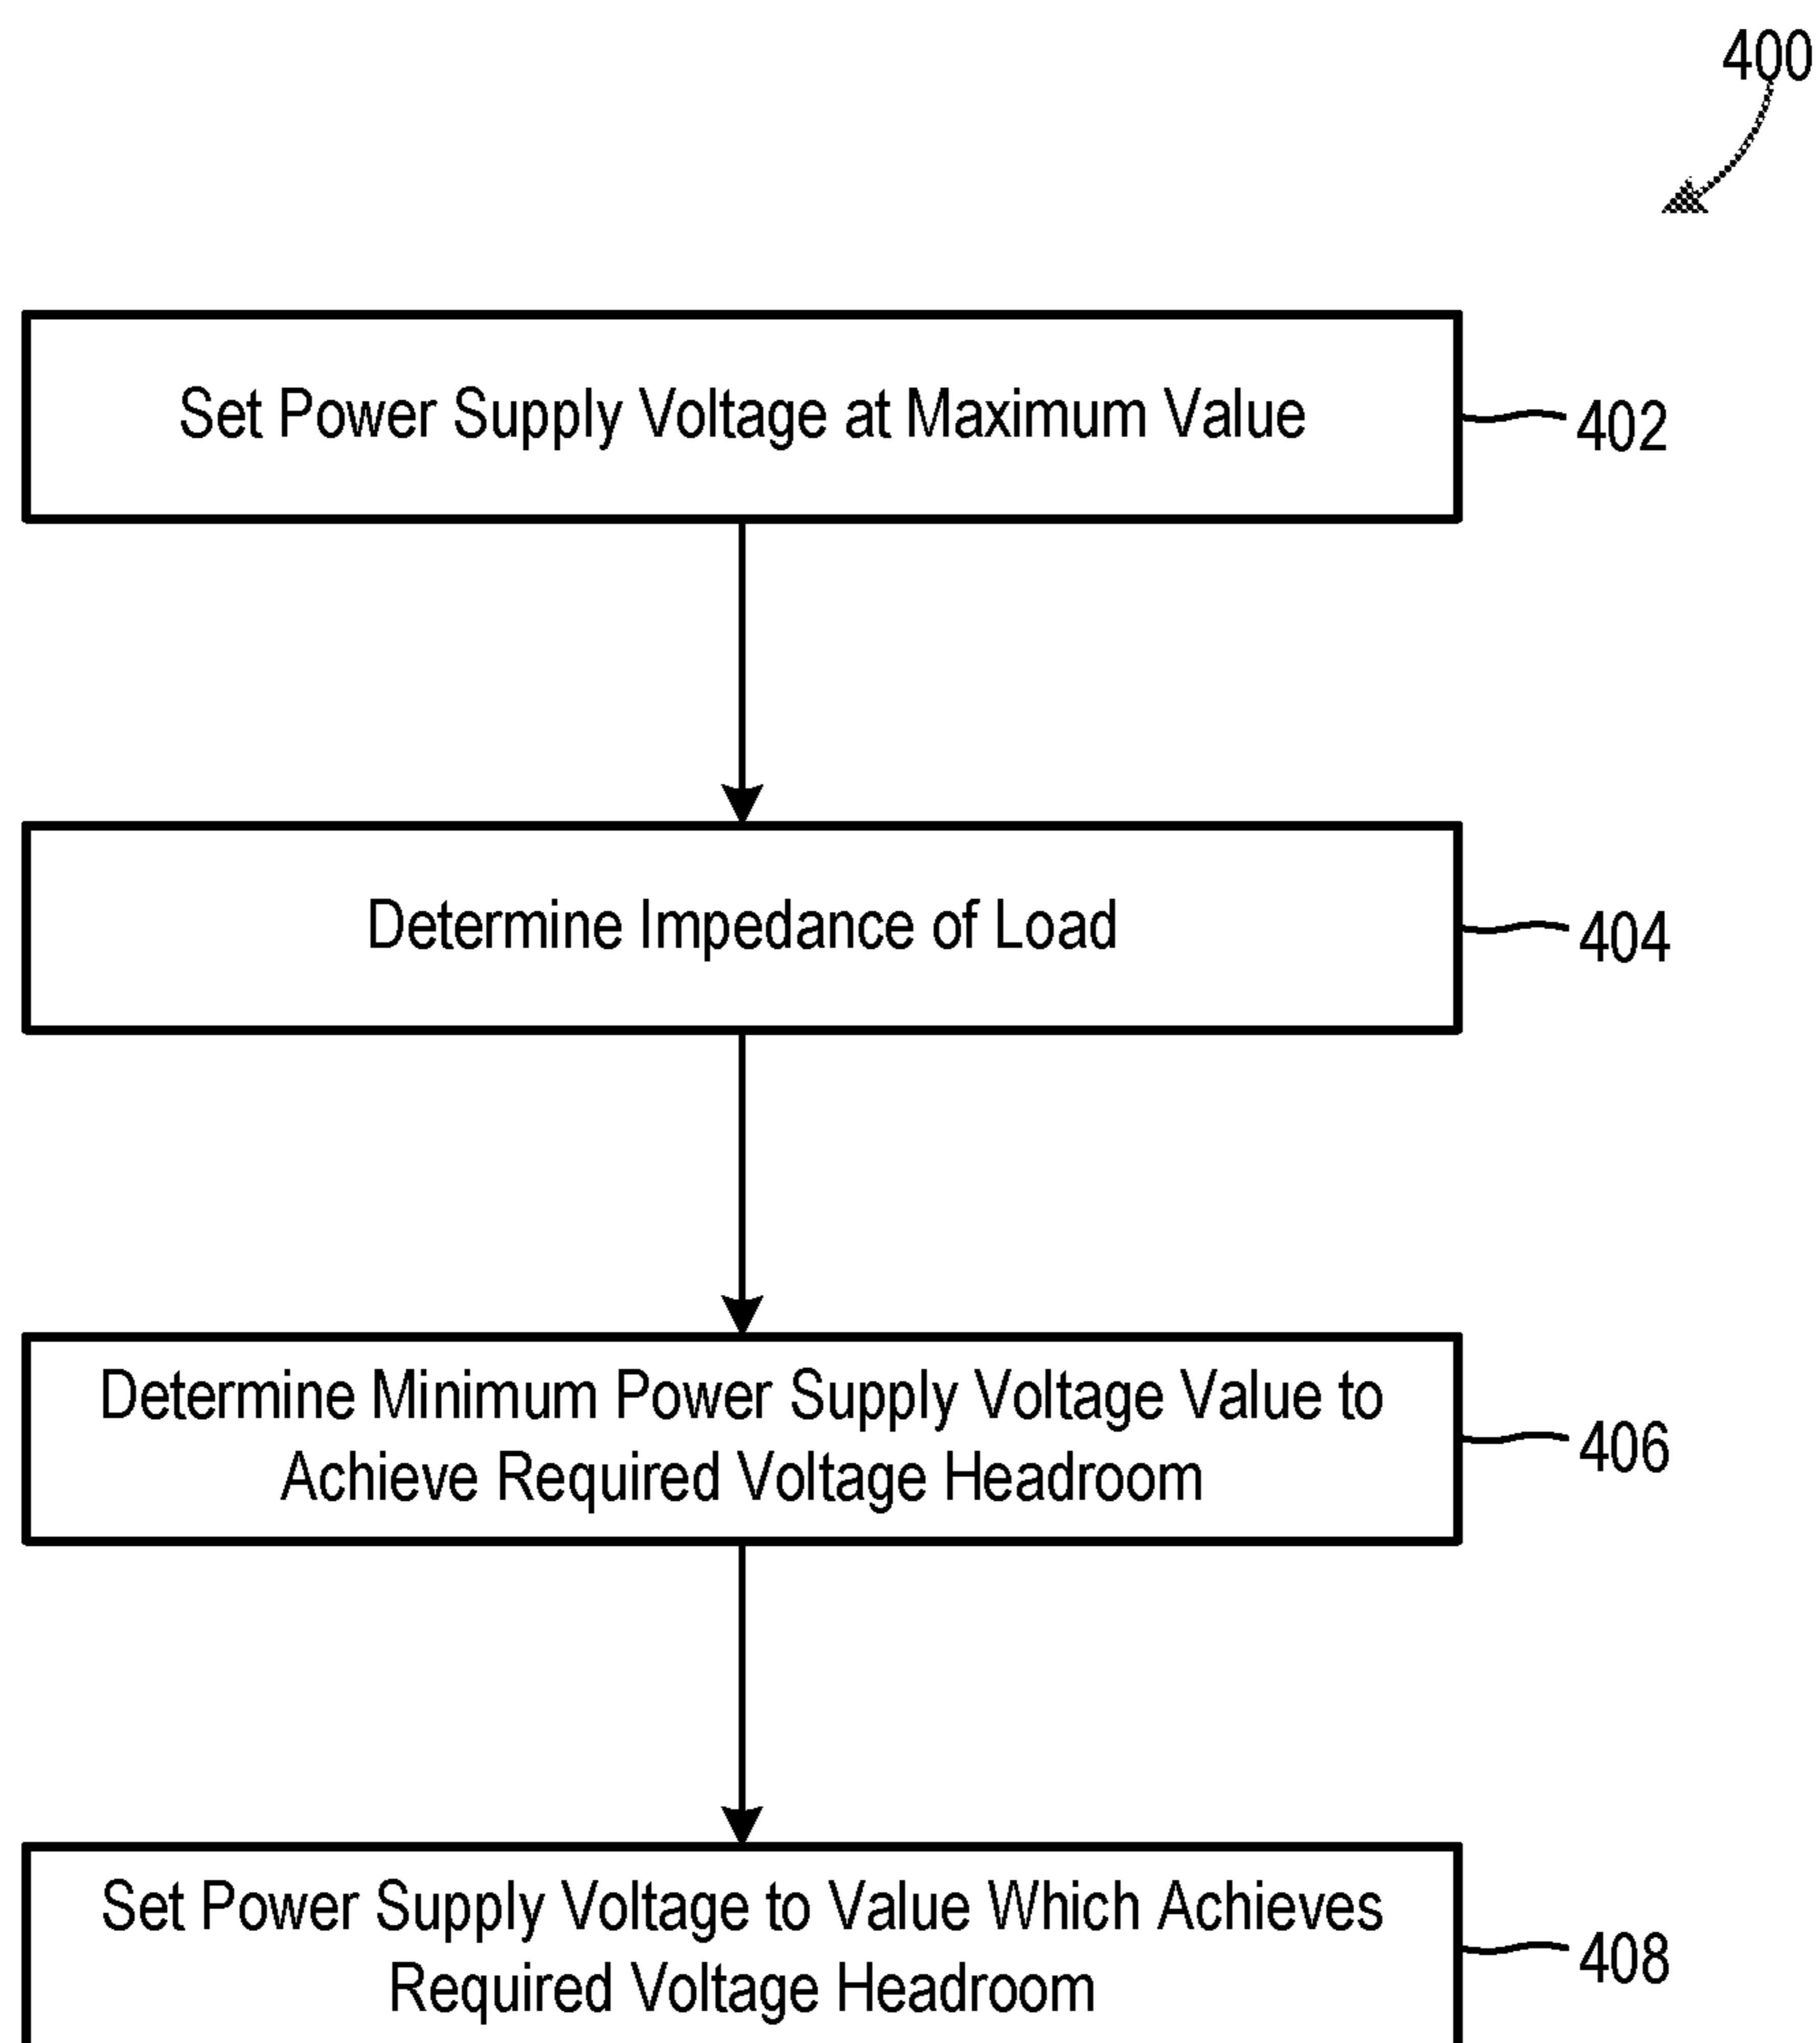 400
Set Power Supply Voltage at Maximum Value
402
Determine Impedance of Load
404
Determine Minimum Power Supply Voltage Value to
Achieve Required Voltage Headroom
406
Set Power Supply Voltage to Value Which Achieves
Required Voltage Headroom
408